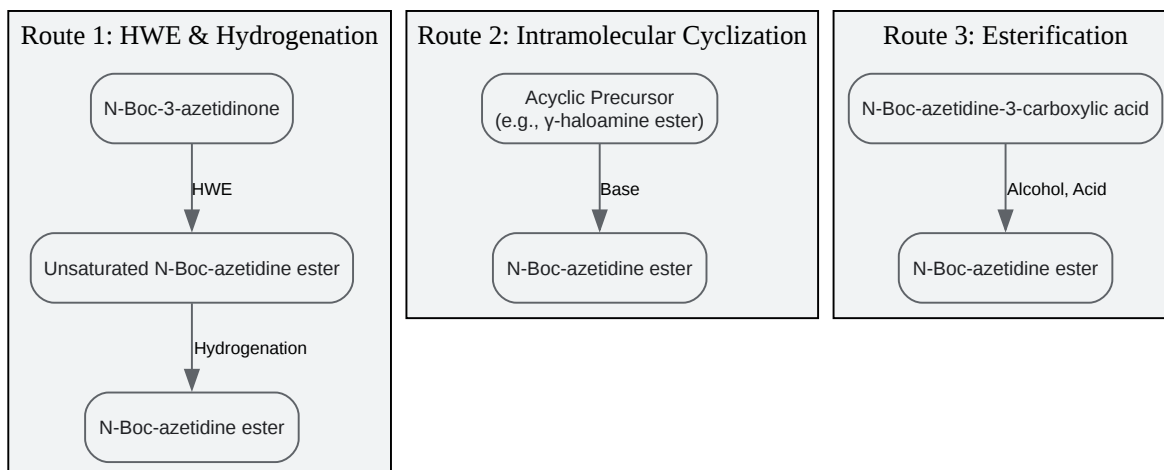 Route 1: HWE & Hydrogenation
N-Boc-3-azetidinone
HWE
Unsaturated N-Boc-azetidine ester
Hydrogenation
N-Boc-azetidine ester
Route 2: Intramolecular Cyclization
Acyclic Precursor
(e.g., γ-haloamine ester)
Base
N-Boc-azetidine ester
Route 3: Esterification
N-Boc-azetidine-3-carboxylic acid
Alcohol, Acid
N-Boc-azetidine ester